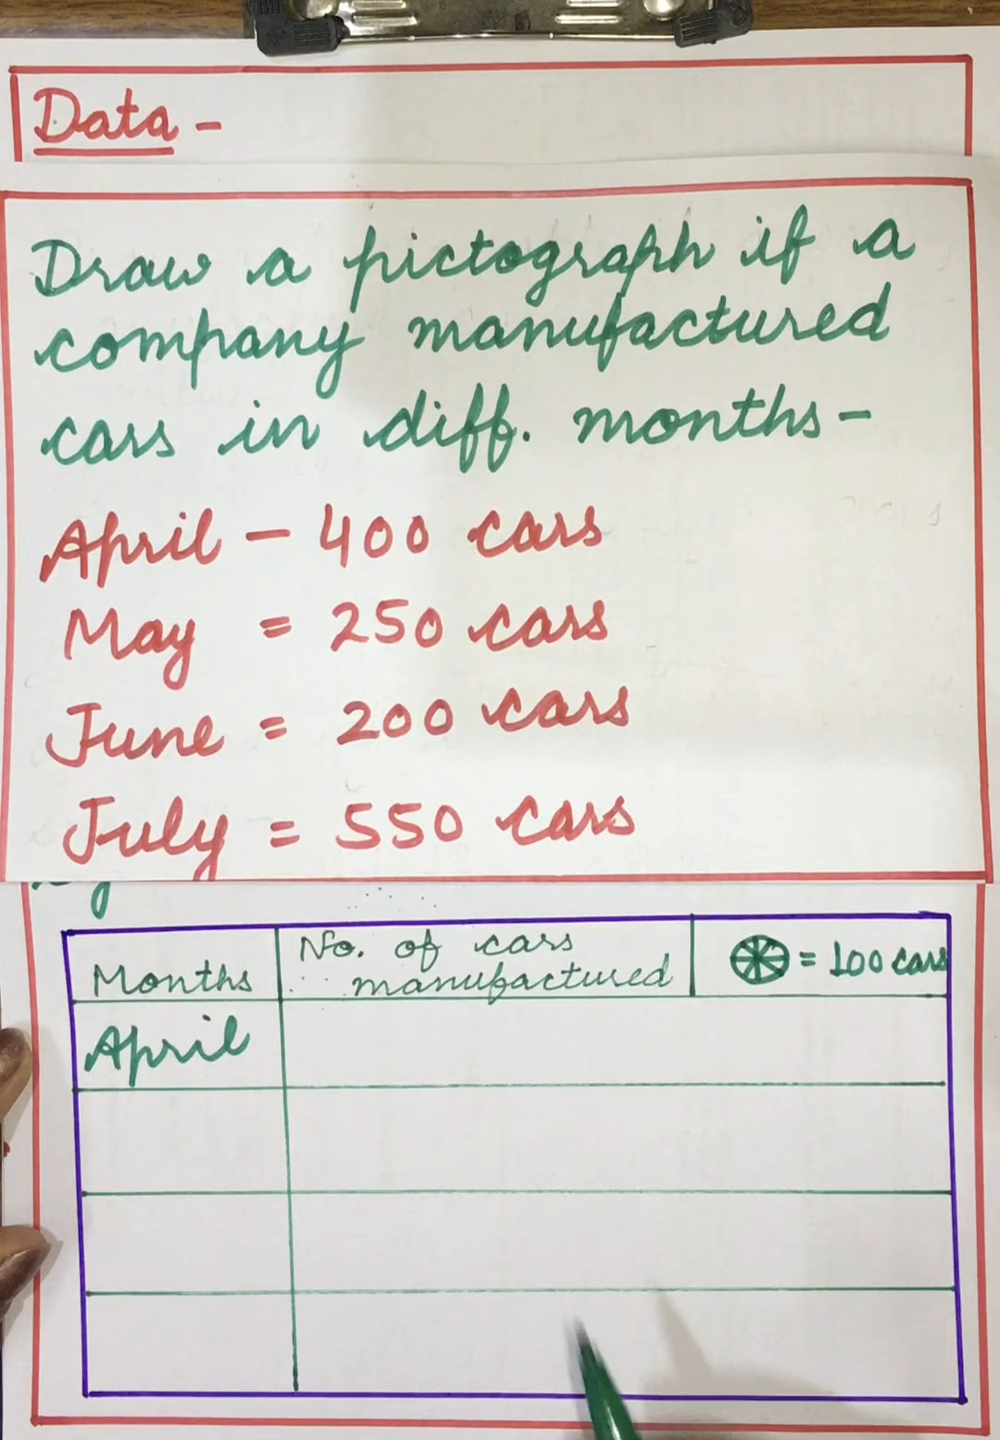 Data -
Draw a pictograph if a
company manufactured
cars in diff. months -
April - 400 cars
May = 250 cars
June = 200 cars
July = 550 cars
Months
No. of cars
manufactured
= 100 cars
April